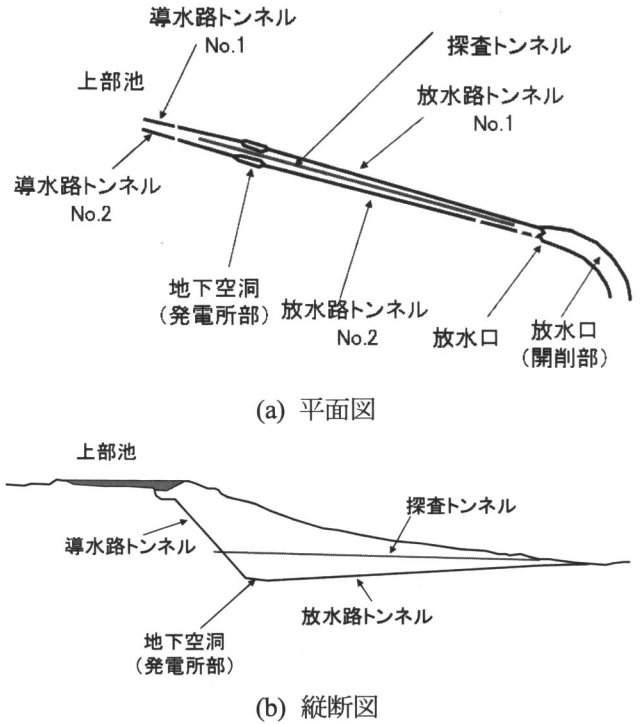 導水路トンネル
No.1
探査トンネル
上部池
放水路トンネル
No.1
導水路トンネル
No.2
地下空洞
（発電所部）
放水路トンネル
No.2
放水口
放水口
（開削部）
(a) 平面図
上部池
探査トンネル
導水路トンネル
放水路トンネル
地下空洞
（発電所部）
(b) 縦断図